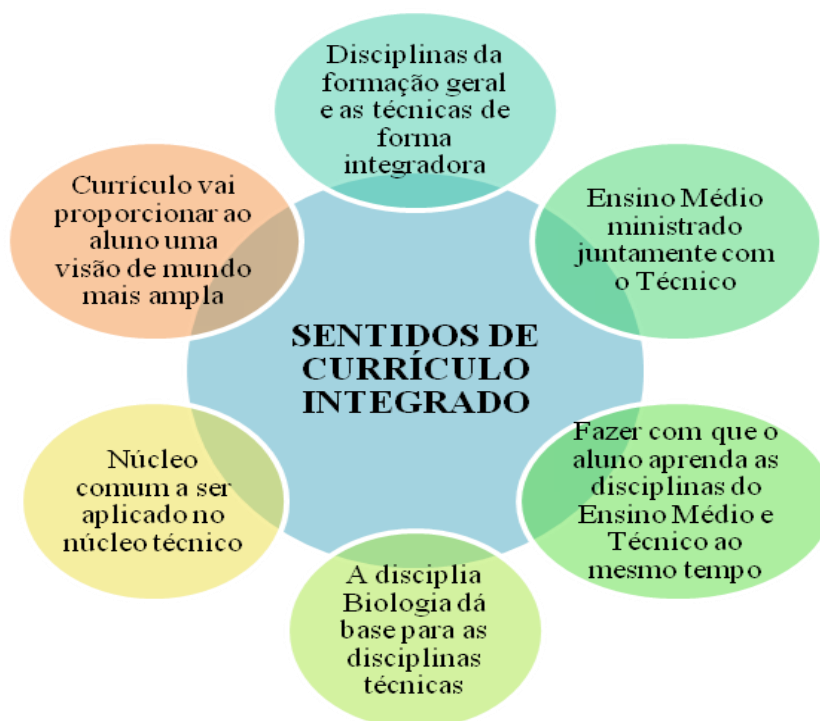 Disciplinas da
formação geral
e as técnicas de
forma
integradora
Currículo vai
proporcionar ao
aluno uma
visão de mundo
mais ampla
Ensino Médio
ministrado
juntamente com
o Técnico
SENTIDOS DE
CURRÍCULO
INTEGRADO
Núcleo
comum a ser
aplicado no
núcleo técnico
Fazer com que o
aluno aprenda as
disciplinas do
Ensino Médio e
Técnico ao
mesmo tempo
A disciplia
Biologia dá
base para as
disciplinas
técnicas